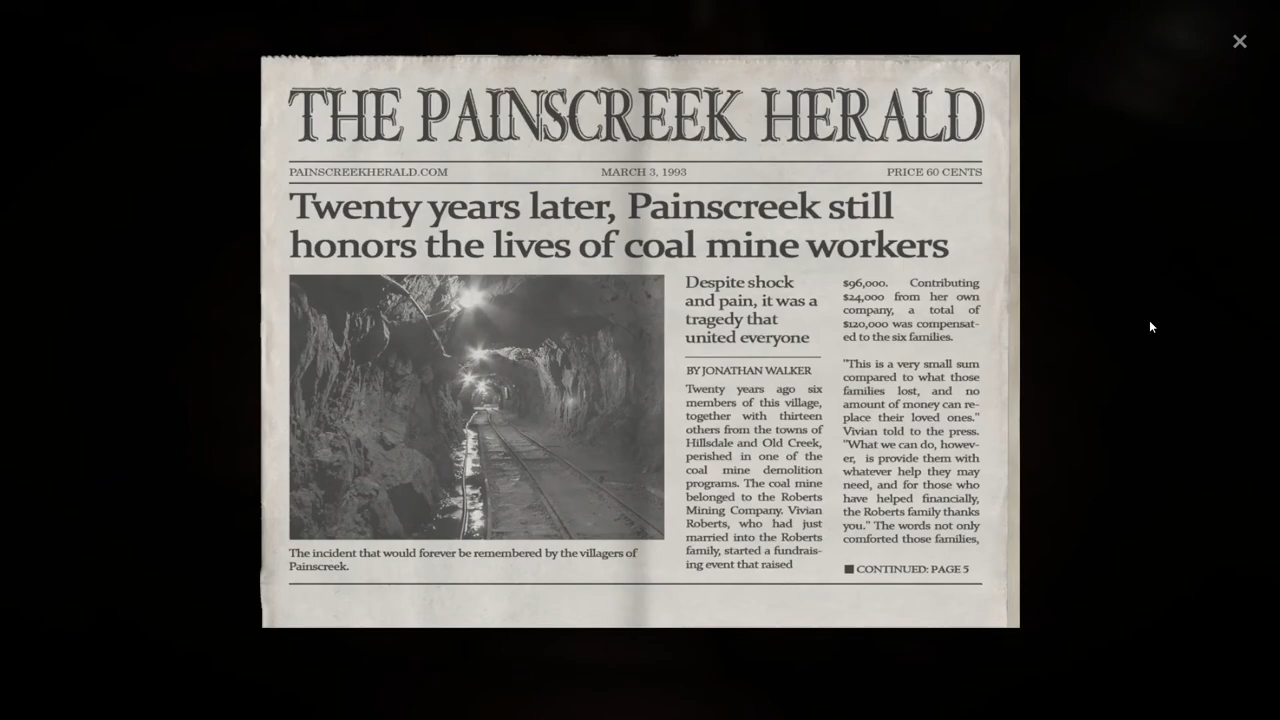 THE PAINSCREEK HERALD
PAINSCREEKHERALD.COM MARCH 3, 1993 PRICE 60 CENTS
Twenty years later, Painscreek still
honors the lives of coal mine workers
The incident that would forever be remembered by the villagers of
Painscreek.
Despite shock
and pain, it was a
tragedy that
united everyone
BY JONATHAN WALKER
Twenty years ago six
members of this village,
together with thirteen
others from the towns of
Hillsdale and Old Creek,
perished in one of the
coal mine demolition
programs. The coal mine
belonged to the Roberts
Mining Company. Vivian
Roberts, who had just
married into the Roberts
family, started a fundrais-
ing event that raised
$96,000. Contributing
$24,000 from her own
company, a total of
$120,000 was compensat-
ed to the six families.
"This is a very small sum
compared to what those
families lost, and no
amount of money can re-
place their loved ones."
Vivian told to the press.
"What we can do, howev-
er, is provide them with
whatever help they may
need, and for those who
have helped financially,
the Roberts family thanks
you." The words not only
comforted those families,
■ CONTINUED: PAGE 5